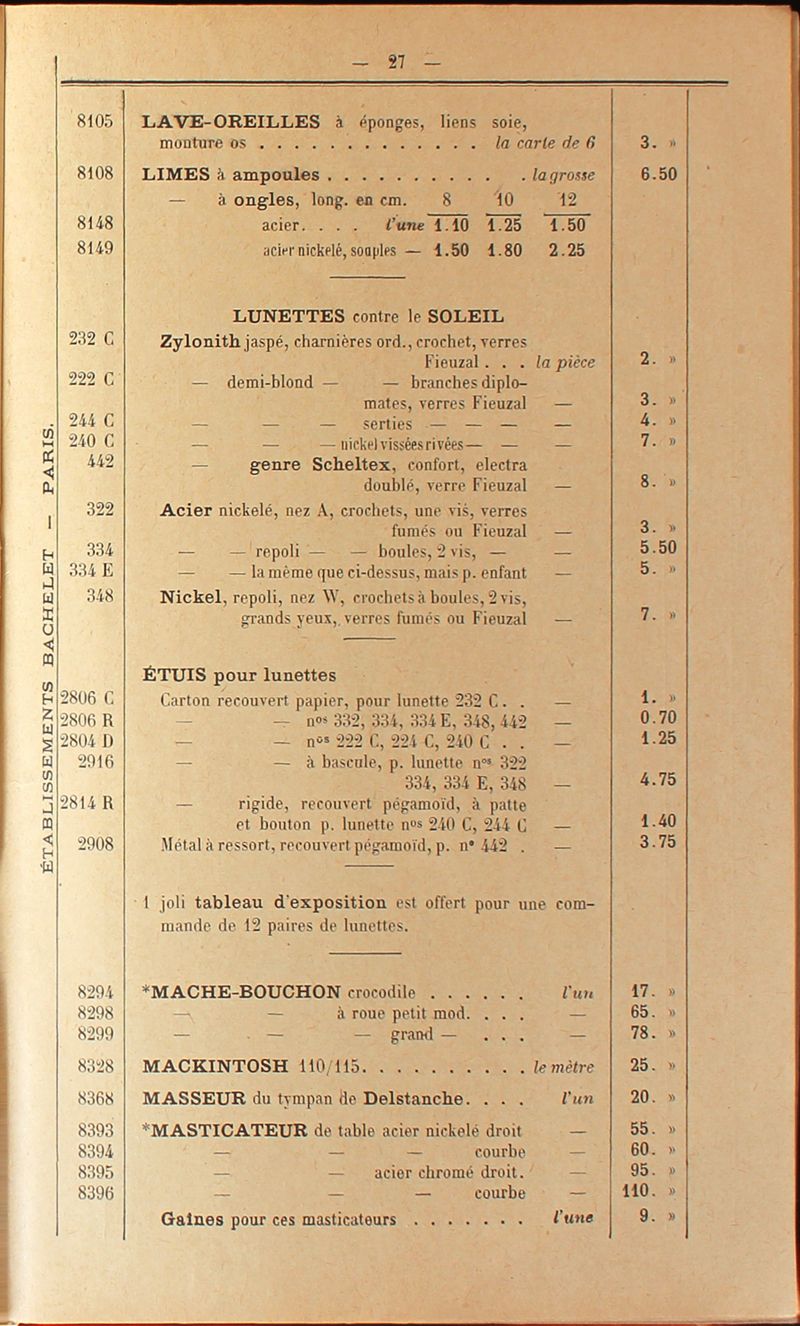 — 27 —
8105 LAVE-OREILLES à éponges, liens soie,
monture os . . . . . . . . . . . . . . la carte de 6 3. »
8108 LIMES à ampoules . . . . . . . . . . . la grosse 6.50
— à ongles, long. en cm. 8 10 12
8148 acier. . . . l'une 1.10 1.25 1.50
8149 acier nickelé, souples — 1.50 1.80 2.25
LUNETTES contre le SOLEIL
232 C Zylonith jaspé, charnières ord., crochet, verres
Fieuzal . . . la pièce 2. »
222 C — demi-blond — — branches diplo-
mates, verres Fieuzal — 3. »
244 C — — — serties — — — — 4. »
240 C — — — nickel vissées rivées — — — 7. »
442 — genre Scheltex, confort, electra
doublé, verre Fieuzal — 8. »
322 Acier nickelé, nez A, crochets, une vis, verres
fumés ou Fieuzal — 3. »
334 — — repoli — — boules, 2 vis, — — 5.50
334 E — — la même que ci-dessus, mais p. enfant — 5. »
348 Nickel, repoli, nez W, crochets à boules, 2 vis,
grands yeux, verres fumés ou Fieuzal — 7. »
ÉTUIS pour lunettes
2806 C Carton recouvert papier, pour lunette 232 C. . — 1. »
2806 R — — nos 332, 334, 334 E, 348, 442 — 0.70
2804 D — — nos 222 C, 224 C, 240 C . . — 1.25
2916 — — à bascule, p. lunette nos 322
334, 334 E, 348 — 4.75
2814 R — rigide, recouvert pégamoïd, à patte
et bouton p. lunette nos 240 C, 244 C — 1.40
2908 Métal à ressort, recouvert pégamoïd, p. n° 442 . — 3.75
1 joli tableau d'exposition est offert pour une com-
mande de 12 paires de lunettes.
8294 *MACHE-BOUCHON crocodile . . . . . . l'un 17. »
8298 — — à roue petit mod. . . . — 65. »
8299 — — — grand — . . . — 78. »
8328 MACKINTOSH 110/115. . . . . . . . . . le mètre 25. »
8368 MASSEUR du tympan de Delstanche. . . . l'un 20. »
8393 *MASTICATEUR de table acier nickelé droit — 55. »
8394 — — — courbe — 60. »
8395 — — acier chromé droit. — 95. »
8396 — — — courbe — 110. »
Gaines pour ces masticateurs . . . . . . . l'une 9. »
ÉTABLISSEMENTS BACHELET — PARIS.